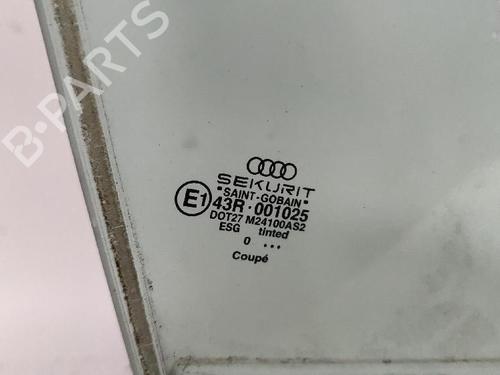 B-PARTS
SEKURIT
"SAINT-GOBAIN"
E1 43R-001025
DOT27 M24100AS2
ESG tinted
0 ...
Coupé